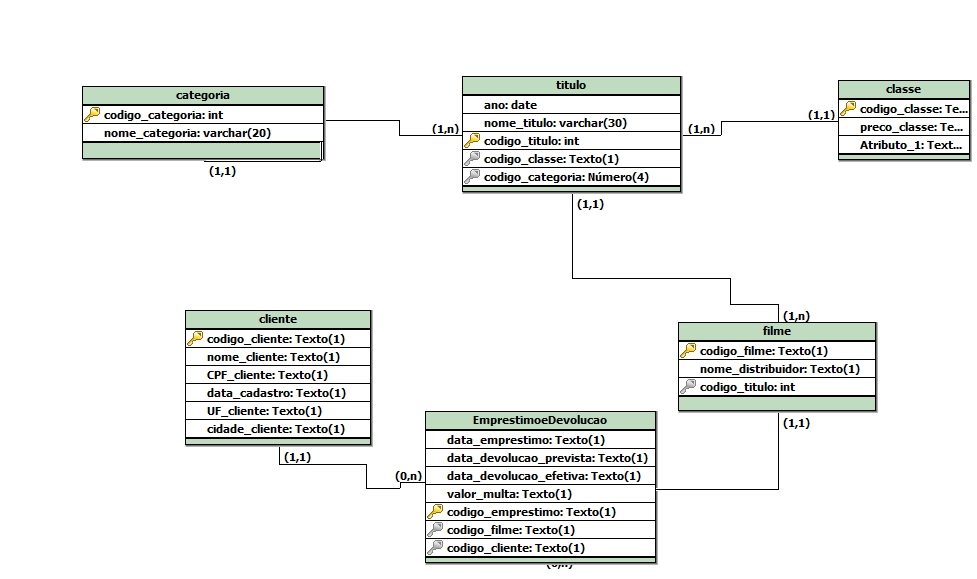 categoria
codigo_categoria: int
nome_categoria: varchar(20)
(1,1)
(1,n)
titulo
ano: date
nome_titulo: varchar(30)
codigo_titulo: int
codigo_classe: Texto(1)
codigo_categoria: Número(4)
(1,n)
(1,1)
(1,1)
classe
codigo_classe: Te...
preco_classe: Te...
Atributo_1: Text...
(1,n)
filme
codigo_filme: Texto(1)
nome_distribuidor: Texto(1)
codigo_titulo: int
(1,1)
cliente
codigo_cliente: Texto(1)
nome_cliente: Texto(1)
CPF_cliente: Texto(1)
data_cadastro: Texto(1)
UF_cliente: Texto(1)
cidade_cliente: Texto(1)
(1,1)
(0,n)
EmprestimoeDevolucao
data_emprestimo: Texto(1)
data_devolucao_prevista: Texto(1)
data_devolucao_efetiva: Texto(1)
valor_multa: Texto(1)
codigo_emprestimo: Texto(1)
codigo_filme: Texto(1)
codigo_cliente: Texto(1)